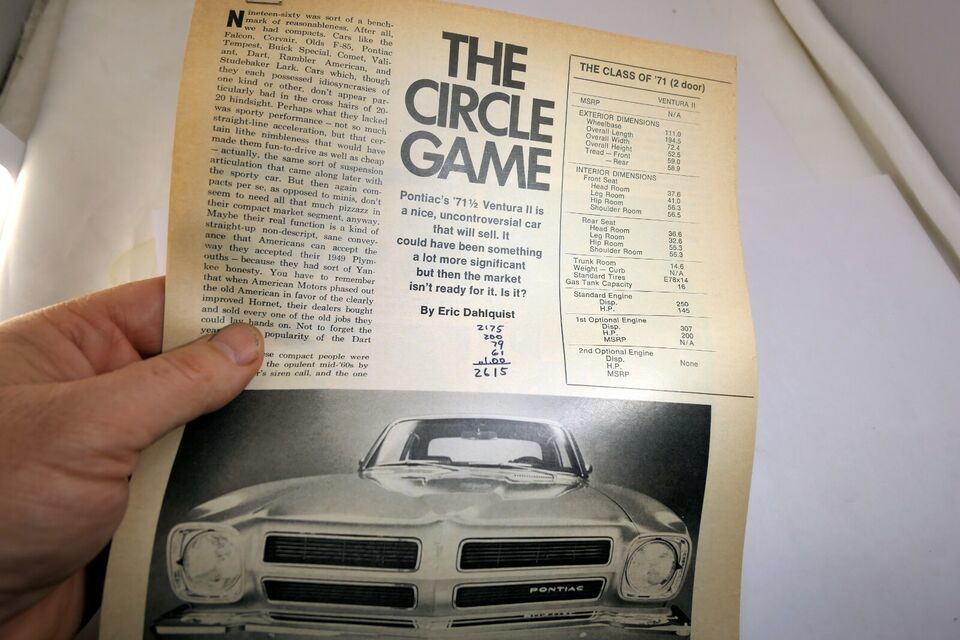 Nineteen-sixty was sort of a bench-
mark of reasonableness. After all,
we had compacts. Cars like the
Falcon, Corvair, Olds F-85, Pontiac
Tempest, Buick Special, Comet, Vali-
ant, Dart, Rambler American, and
Studebaker Lark. Cars which, though
they each possessed idiosyncrasies of
one kind or other, don't appear par-
ticularly bad in the cross hairs of 20-
20 hindsight. Perhaps what they lacked
was sporty performance – not so much
straight-line acceleration, but that cer-
tain lithe nimbleness that would have
made them fun-to-drive as well as cheap
– actually, the same sort of suspension
articulation that came along later with
the sporty car. But then again com-
pacts per se, as opposed to minis, don't
seem to need all that much pizzazz in
their compact market segment, anyway.
Maybe their real function is a kind of
straight-up non-descript, sane convey-
ance that Americans can accept the
way they accepted their 1949 Plym-
ouths – because they had sort of Yan-
kee honesty. You have to remember
that when American Motors phased out
the old American in favor of the clearly
improved Hornet, their dealers bought
and sold every one of the old jobs they
could lay hands on. Not to forget the
popularity of the Dart
compact people were
the opulent mid-'60s by
siren call, and the one
THE
CIRCLE
GAME
Pontiac's '71½ Ventura II is
a nice, uncontroversial car
that will sell. It
could have been something
a lot more significant
but then the market
isn't ready for it. Is it?
By Eric Dahlquist
2175
200
79
61
100
2615
THE CLASS OF '71 (2 door)
VENTURA II
MSRP N/A
EXTERIOR DIMENSIONS
Wheelbase 111.0
Overall Length 194.5
Overall Width 72.4
Overall Height 52.5
Tread – Front 59.0
– Rear 58.9
INTERIOR DIMENSIONS
Front Seat
Head Room 37.6
Leg Room 41.0
Hip Room 56.3
Shoulder Room 56.5
Rear Seat
Head Room 36.6
Leg Room 32.6
Hip Room 55.3
Shoulder Room 55.3
Trunk Room 14.6
Weight – Curb N/A
Standard Tires E78x14
Gas Tank Capacity 16
Standard Engine
Disp. 250
H.P. 145
1st Optional Engine
Disp. 307
H.P. 200
MSRP N/A
2nd Optional Engine
Disp. None
H.P.
MSRP
PONTIAC